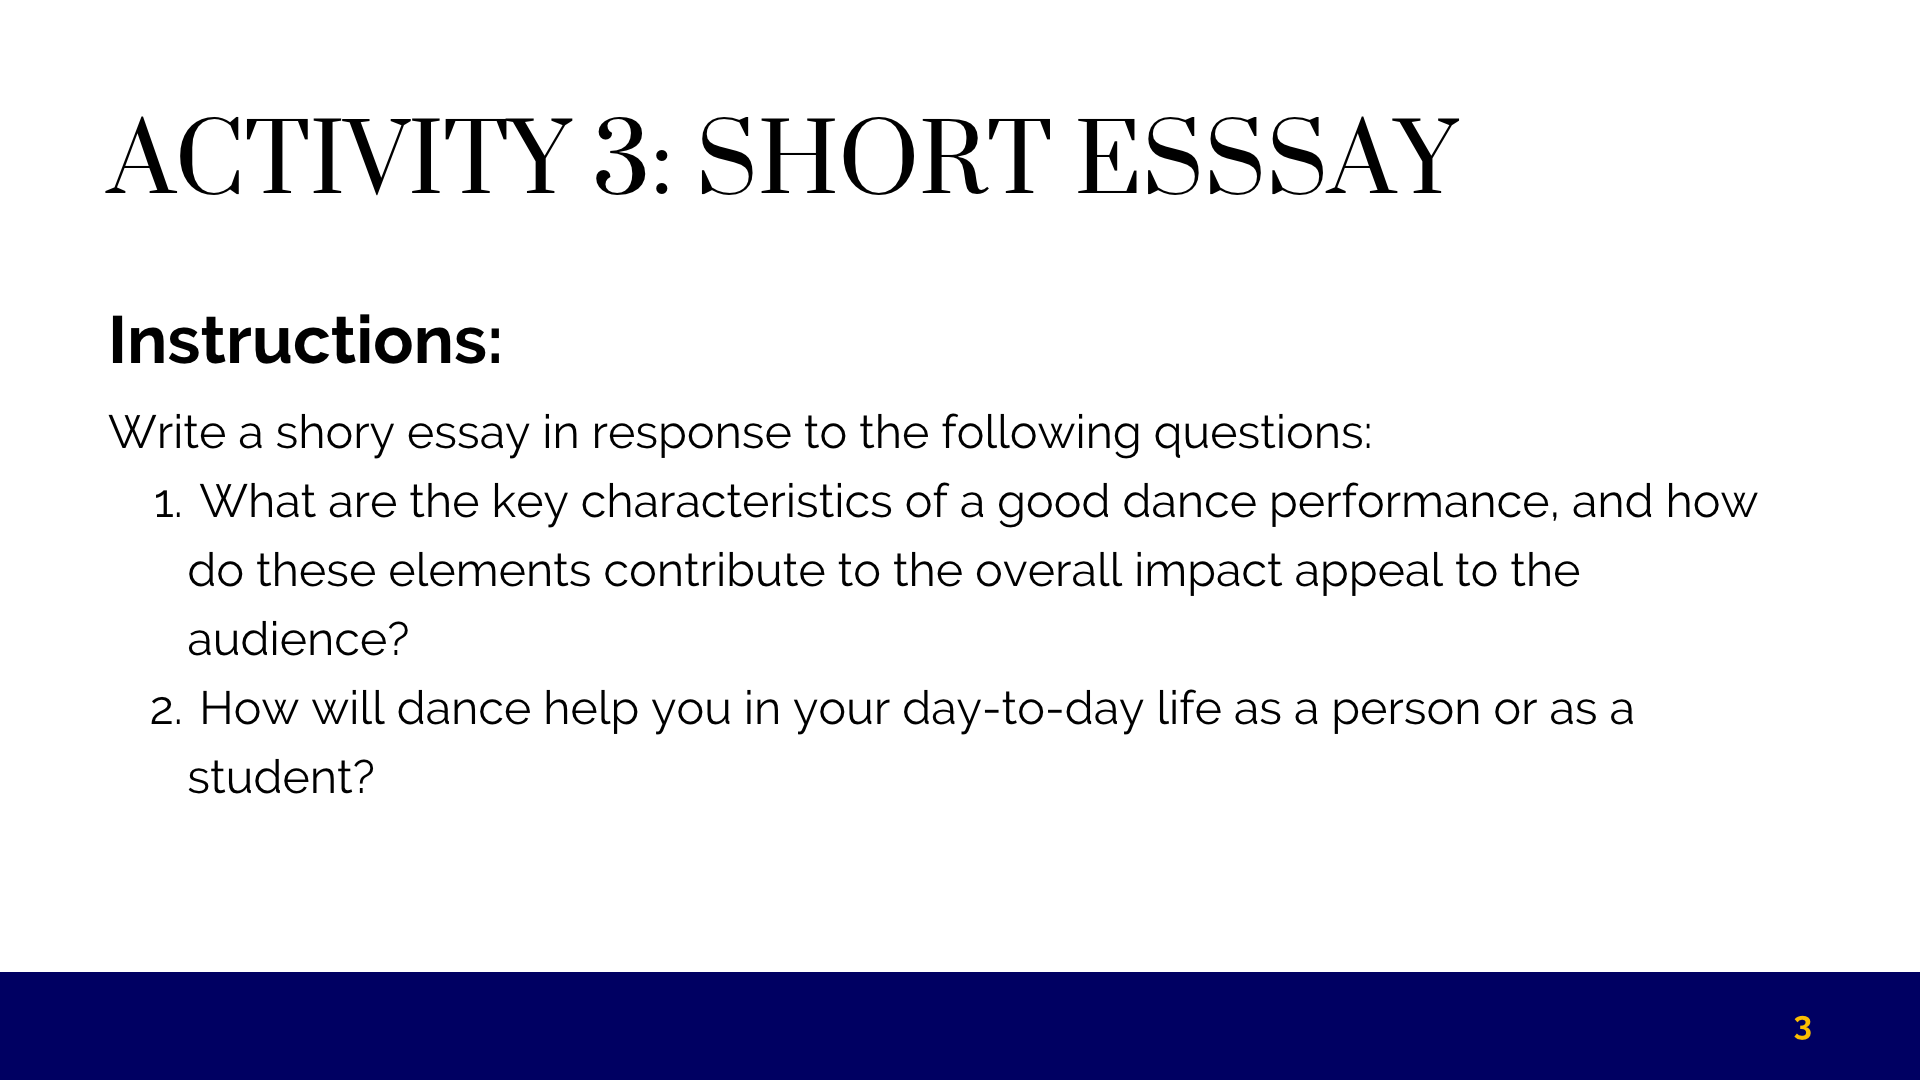 ACTIVITY 3: SHORT ESSSAY
Instructions:
Write a shory essay in response to the following questions:
1. What are the key characteristics of a good dance performance, and how
do these elements contribute to the overall impact appeal to the
audience?
2. How will dance help you in your day-to-day life as a person or as a
student?
3